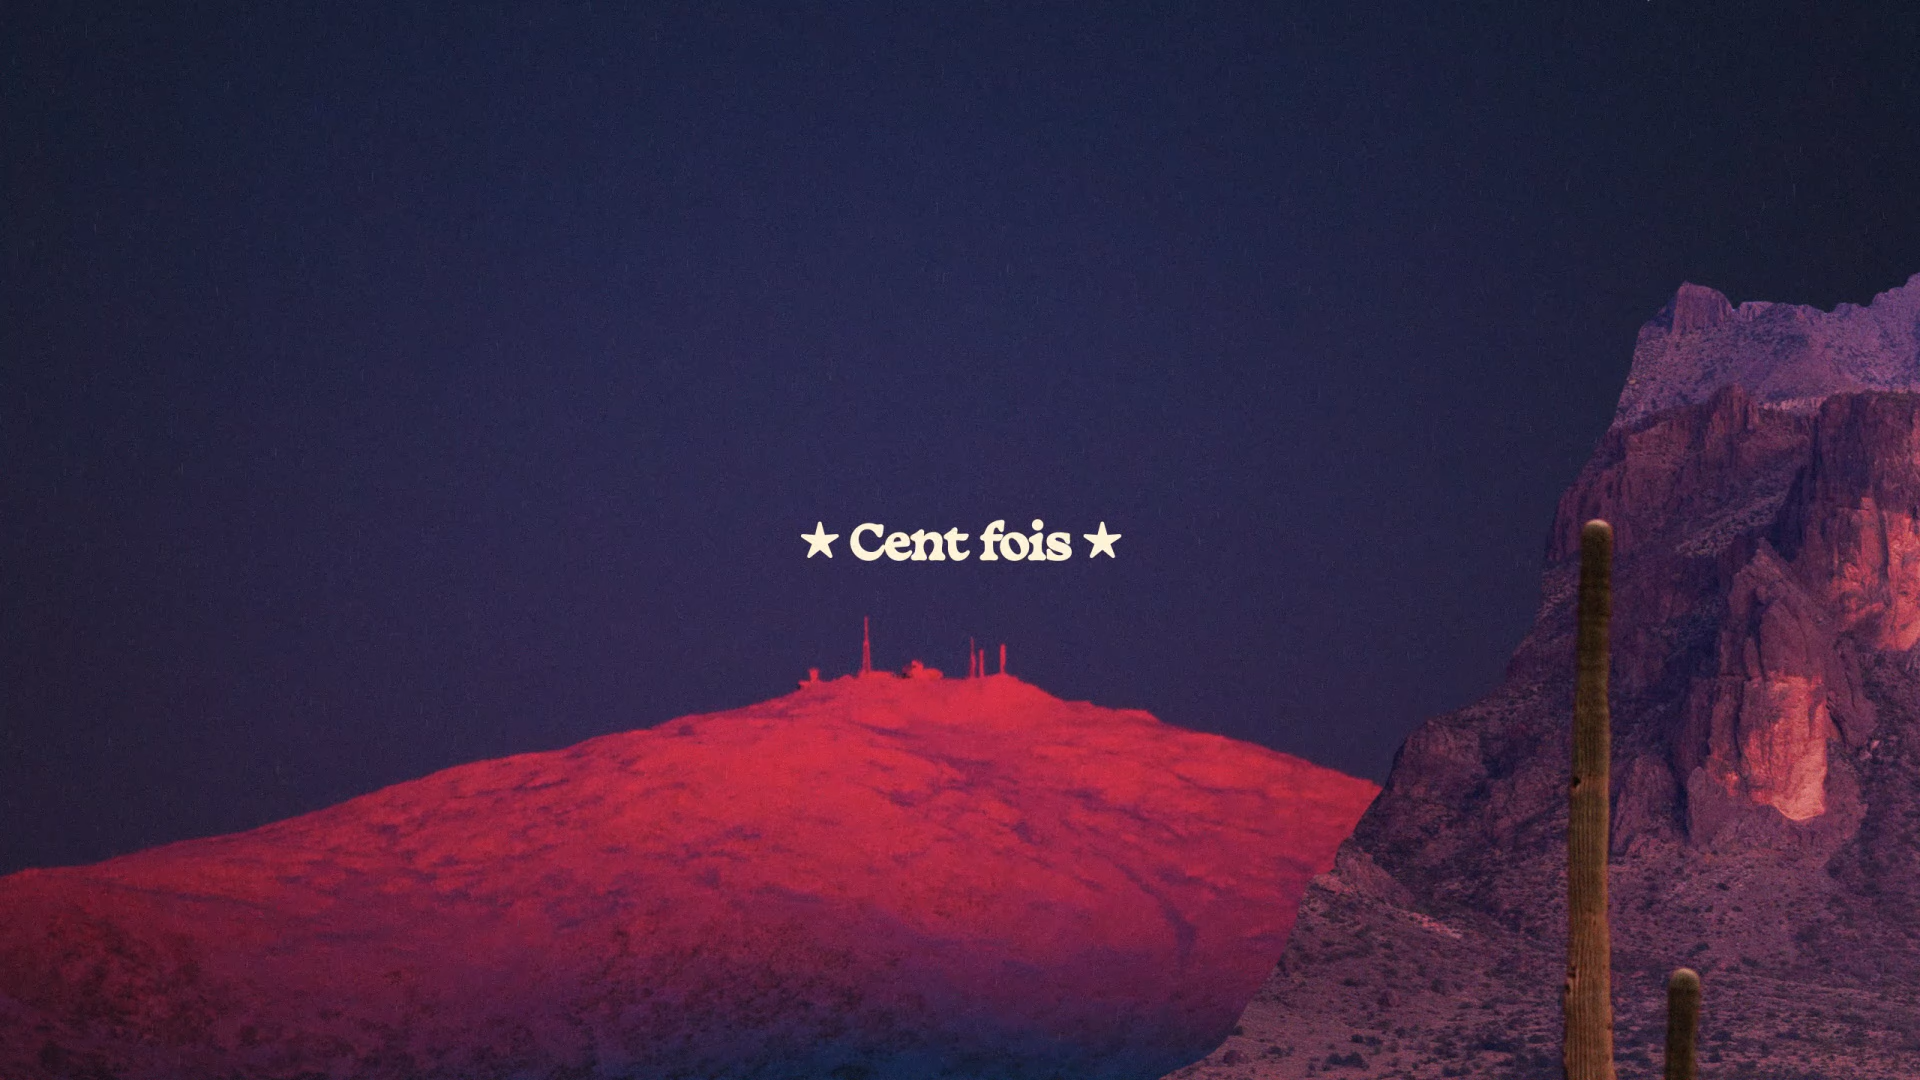 ★ Cent fois ★